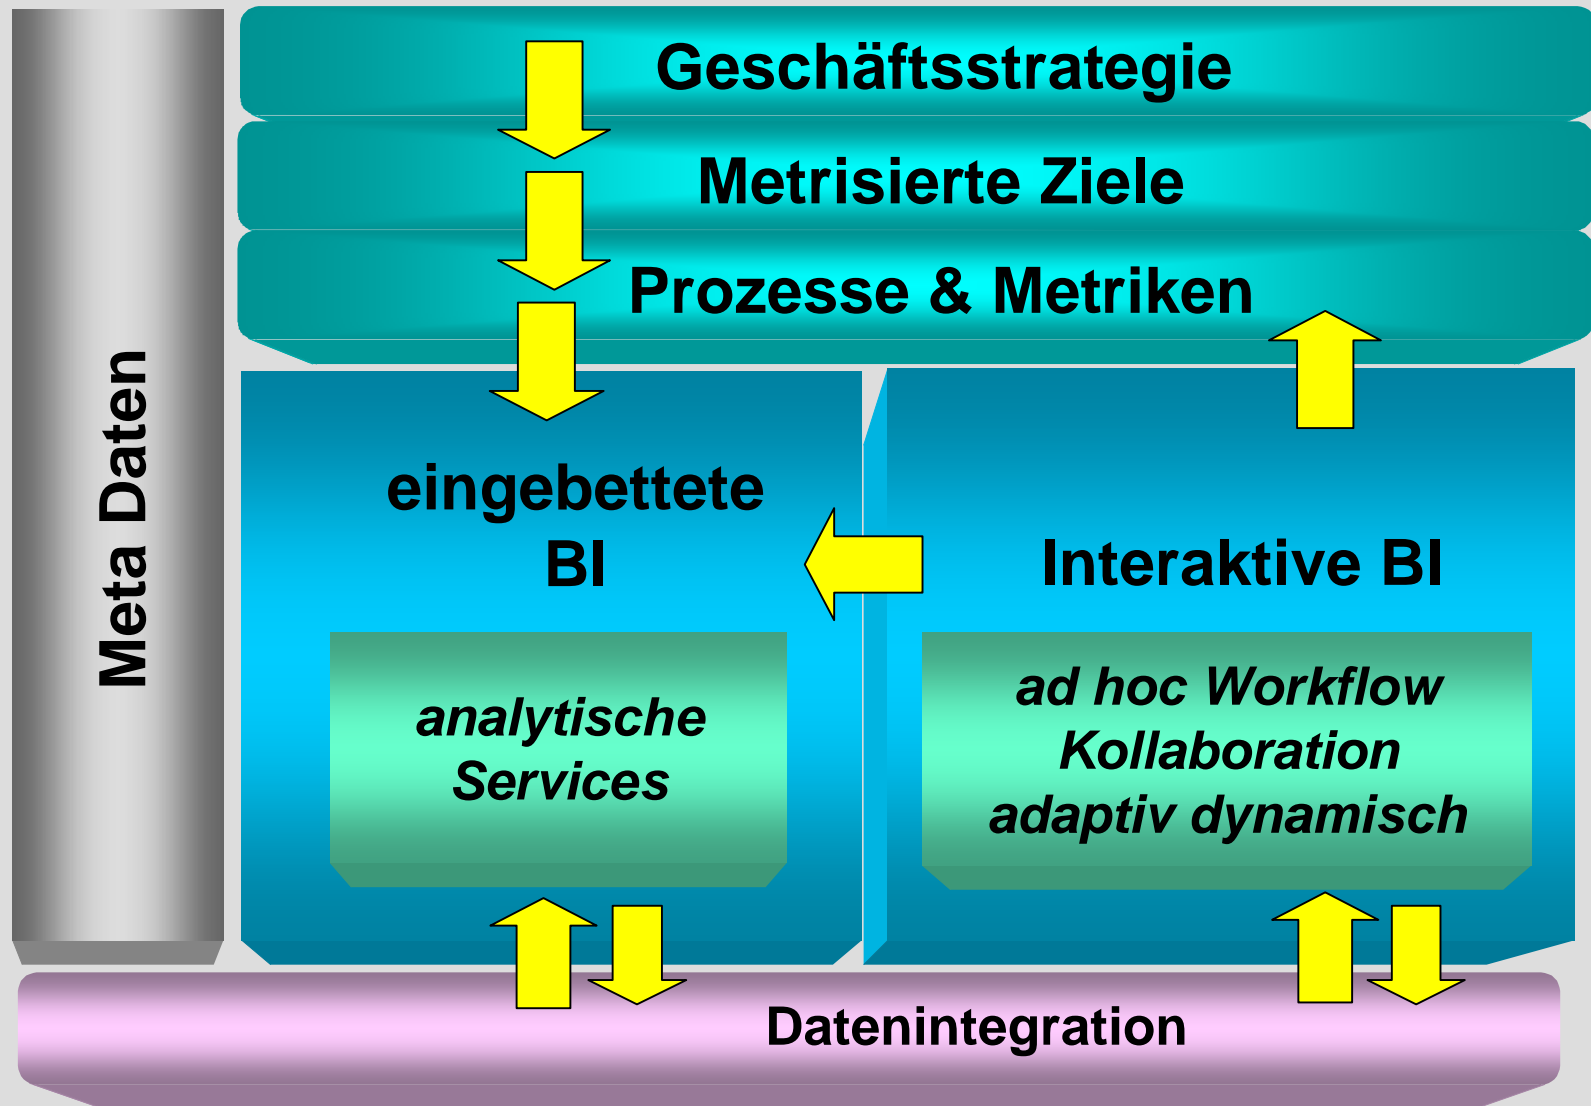 Geschäftsstrategie
Metrisierte Ziele
Prozesse & Metriken
Meta Daten
eingebettete
BI
analytische
Services
Interaktive BI
ad hoc Workflow
Kollaboration
adaptiv dynamisch
Datenintegration